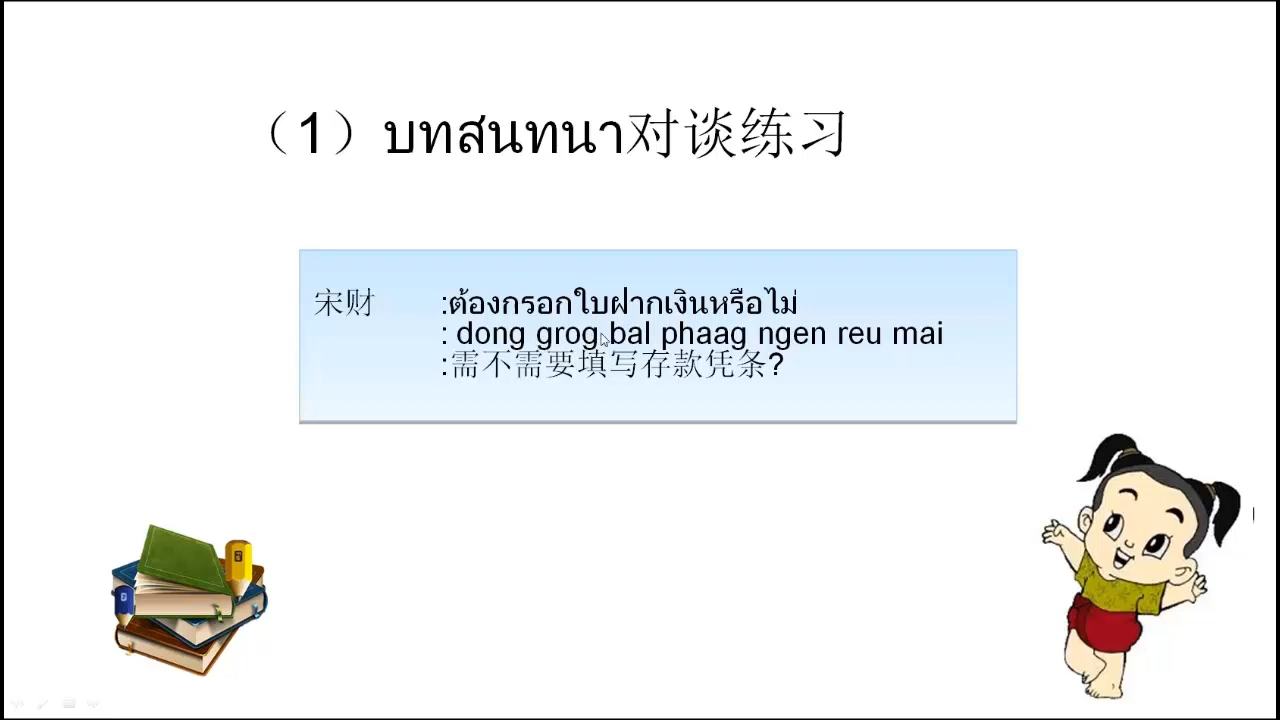 （1）บทสนทนา对谈练习
宋财 :ต้องกรอกใบฝากเงินหรือไม่
: dong grog bal phaag ngen reu mai
:需不需要填写存款凭条?